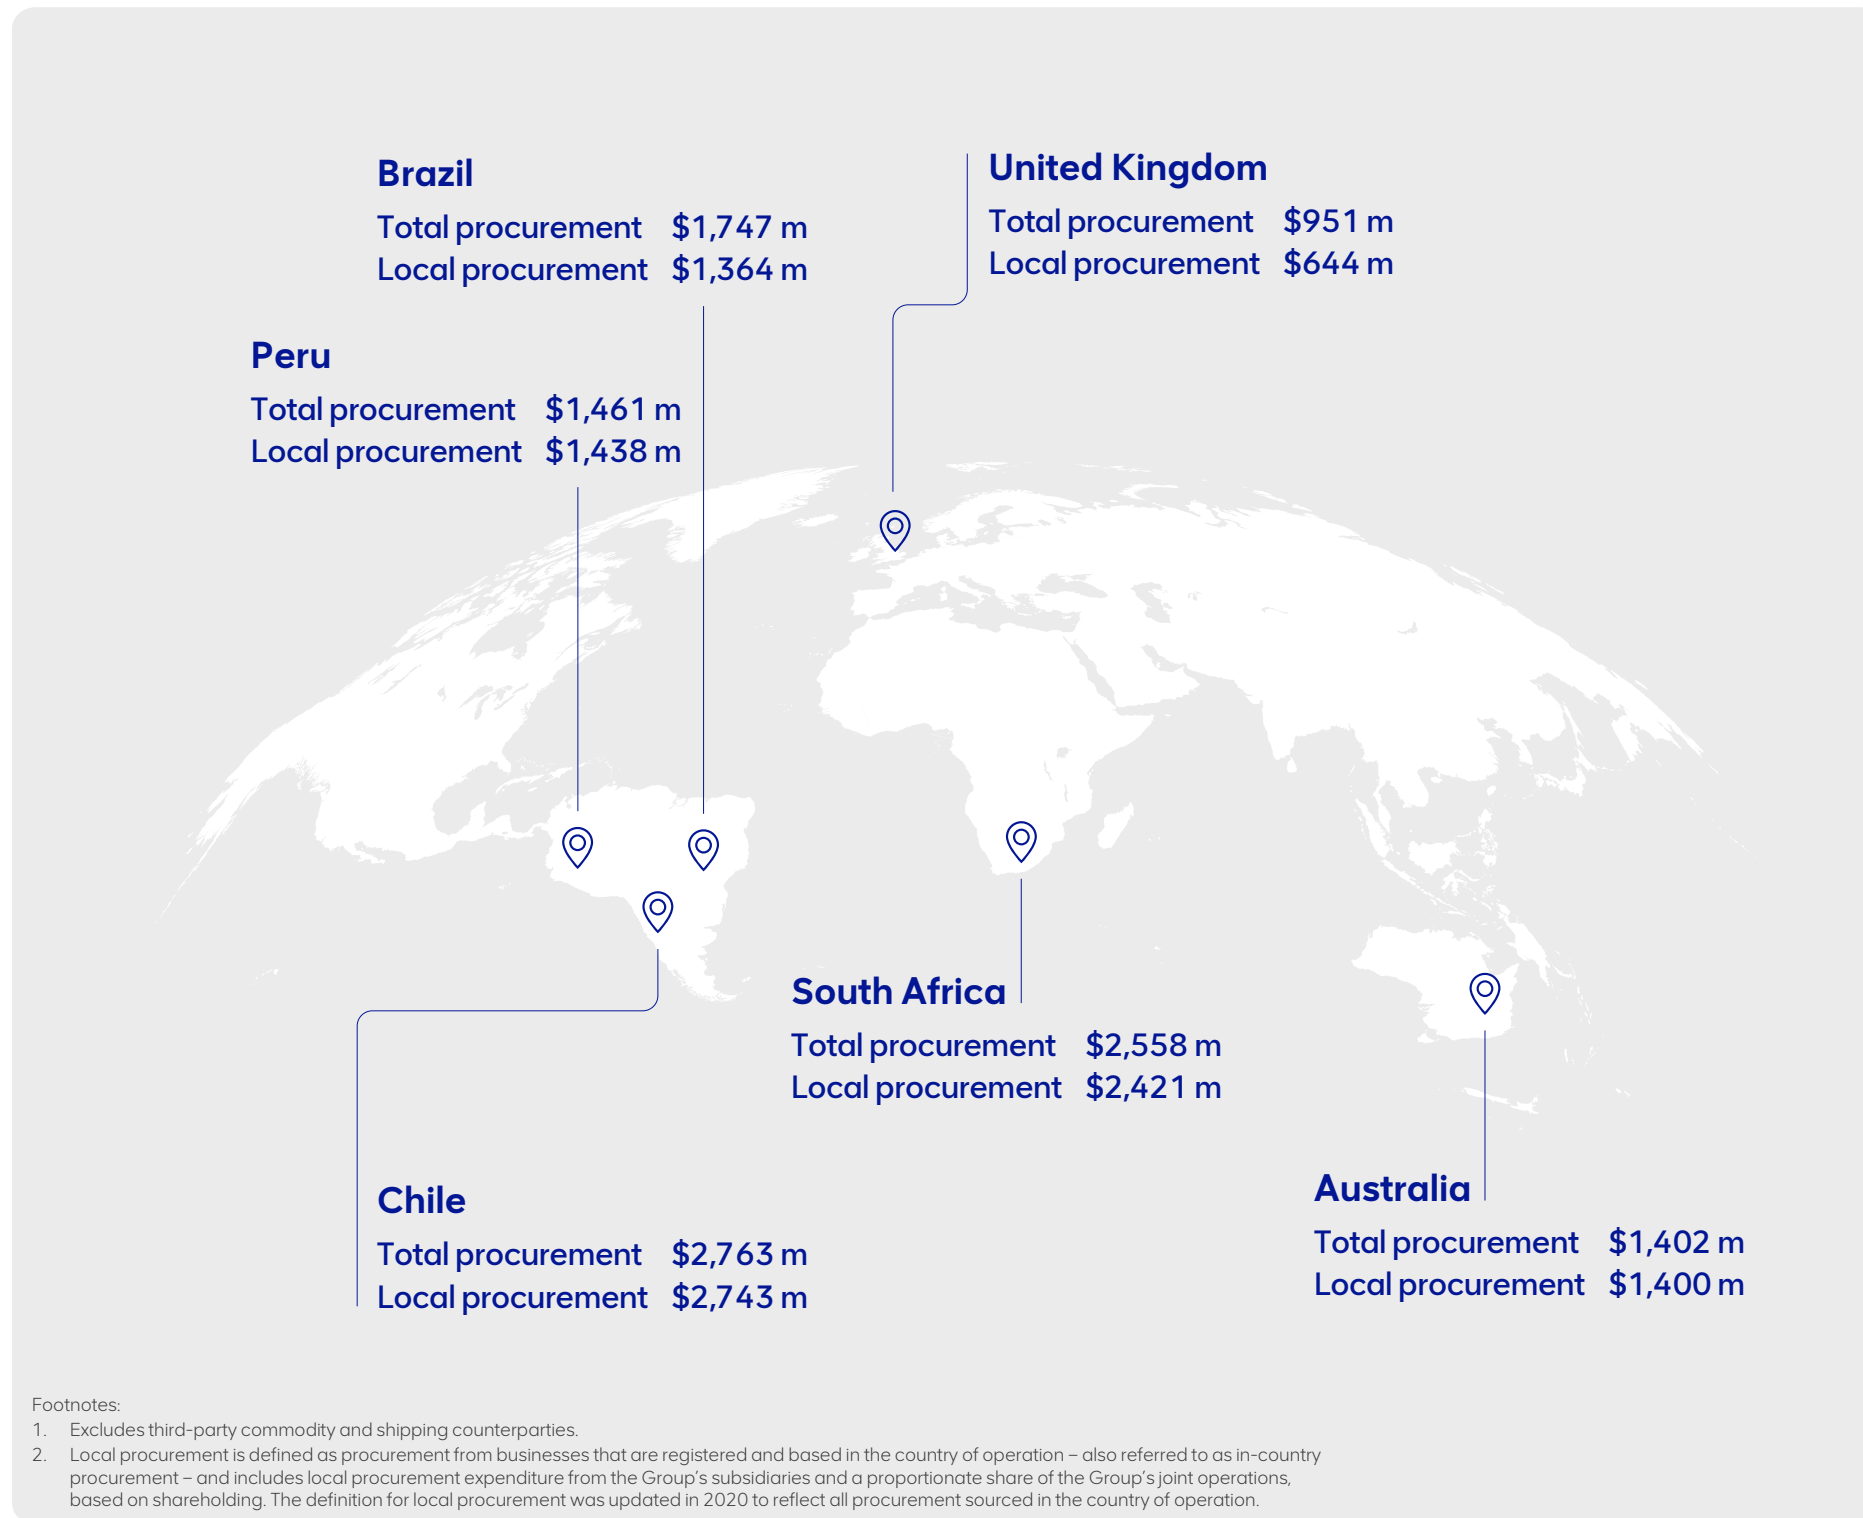 Brazil
Total procurement $1,747 m
Local procurement $1,364 m
United Kingdom
Total procurement $951 m
Local procurement $644 m
Peru
Total procurement $1,461 m
Local procurement $1,438 m
South Africa
Total procurement $2,558 m
Local procurement $2,421 m
Chile
Total procurement $2,763 m
Local procurement $2,743 m
Australia
Total procurement $1,402 m
Local procurement $1,400 m
Footnotes:
1. Excludes third-party commodity and shipping counterparties.
2. Local procurement is defined as procurement from businesses that are registered and based in the country of operation – also referred to as in-country
procurement – and includes local procurement expenditure from the Group’s subsidiaries and a proportionate share of the Group’s joint operations,
based on shareholding. The definition for local procurement was updated in 2020 to reflect all procurement sourced in the country of operation.